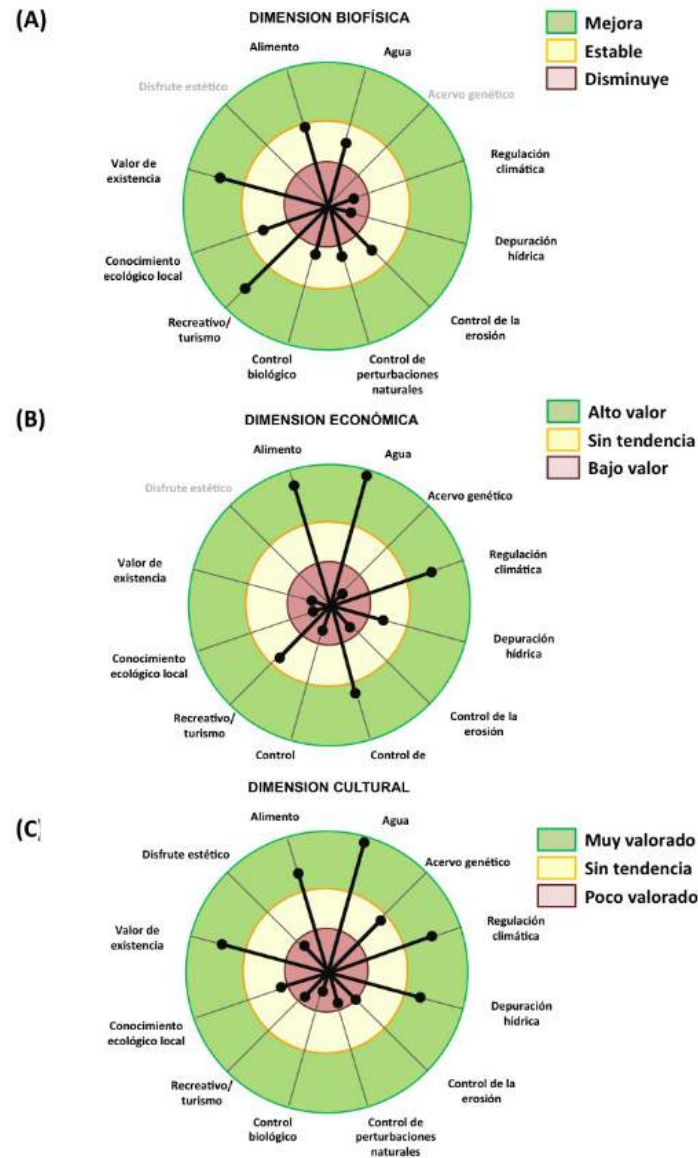 (A)
DIMENSION BIOFÍSICA
Mejora
Estable
Disminuye
Alimento
Agua
Disfrute estético
Acervo genético
Valor de
existencia
Regulación
climática
Conocimiento
ecológico local
Depuración
hídrica
Recreativo/
turismo
Control de la
erosión
Control
biológico
Control de
perturbaciones
naturales
(B)
DIMENSION ECONÓMICA
Alto valor
Sin tendencia
Bajo valor
Alimento
Agua
Disfrute estético
Acervo genético
Valor de
existencia
Regulación
climática
Conocimiento
ecológico local
Depuración
hídrica
Recreativo/
turismo
Control de la
erosión
Control
Control de
(C)
DIMENSION CULTURAL
Muy valorado
Sin tendencia
Poco valorado
Alimento
Agua
Disfrute estético
Acervo genético
Valor de
existencia
Regulación
climática
Conocimiento
ecológico local
Depuración
hídrica
Recreativo/
turismo
Control de la
erosión
Control
biológico
Control de
perturbaciones
naturales